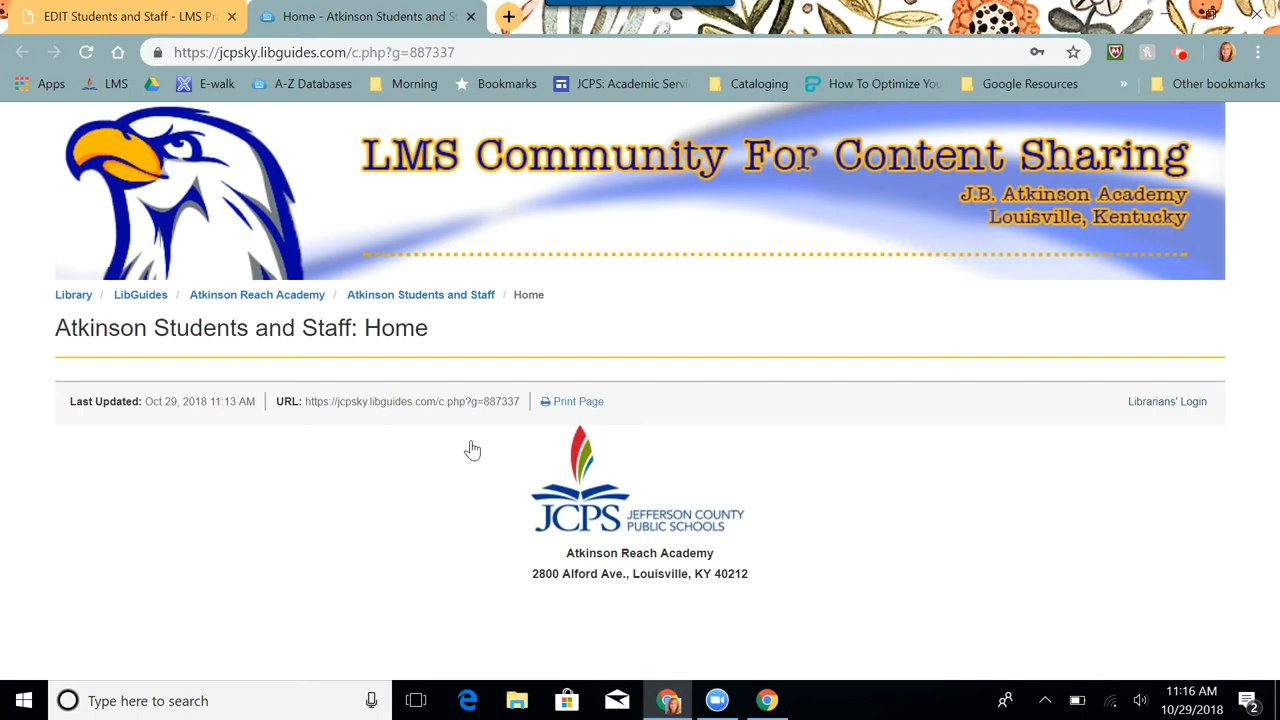 EDIT Students and Staff - LMS Pr
Home - Atkinson Students and S
https://jcpsky.libguides.com/c.php?g=887337
Apps LMS E-walk A-Z Databases Morning Bookmarks JCPS: Academic Servi Cataloging How To Optimize You Google Resources » Other bookmarks
LMS Community For Content Sharing
J.B. Atkinson Academy
Louisville, Kentucky
Library / LibGuides / Atkinson Reach Academy / Atkinson Students and Staff / Home
Atkinson Students and Staff: Home
Last Updated: Oct 29, 2018 11:13 AM URL: https://jcpsky.libguides.com/c.php?g=887337 Print Page Librarians' Login
JCPS JEFFERSON COUNTY
PUBLIC SCHOOLS
Atkinson Reach Academy
2800 Alford Ave., Louisville, KY 40212
Type here to search
11:16 AM
10/29/2018
2